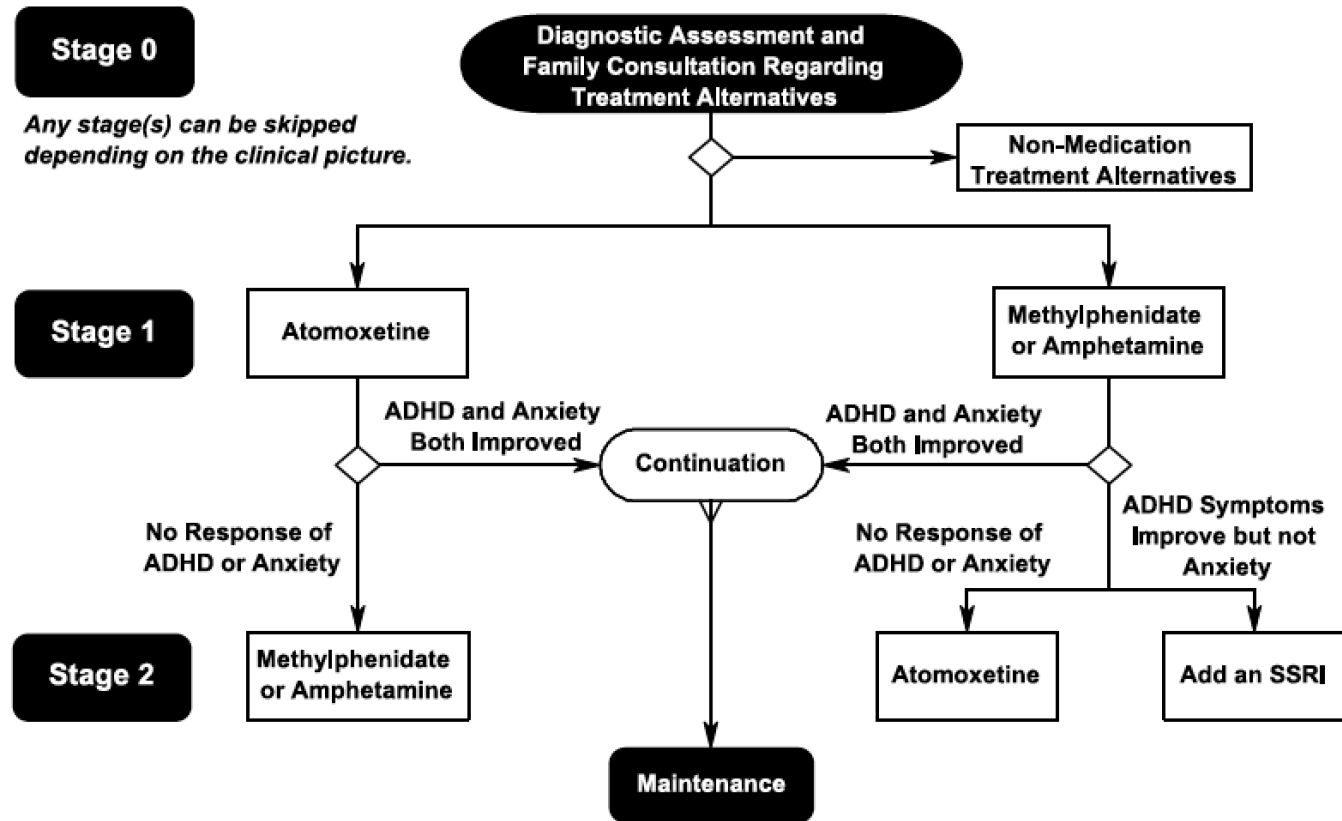 Stage 0
Diagnostic Assessment and
Family Consultation Regarding
Treatment Alternatives
Any stage(s) can be skipped
depending on the clinical picture.
Non-Medication
Treatment Alternatives
Stage 1
Atomoxetine
Methylphenidate
or Amphetamine
ADHD and Anxiety
Both Improved
Continuation
ADHD and Anxiety
Both Improved
No Response of
ADHD or Anxiety
No Response of
ADHD or Anxiety
ADHD Symptoms
Improve but not
Anxiety
Stage 2
Methylphenidate
or Amphetamine
Atomoxetine
Add an SSRI
Maintenance